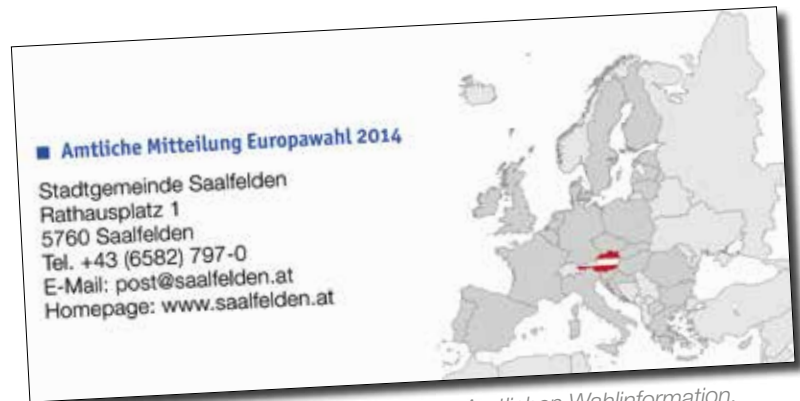 Amtliche Mitteilung Europawahl 2014
Stadtgemeinde Saalfelden
Rathausplatz 1
5760 Saalfelden
Tel. +43 (6582) 797-0
E-Mail: post@saalfelden.at
Homepage: www.saalfelden.at
Wahlinformation.